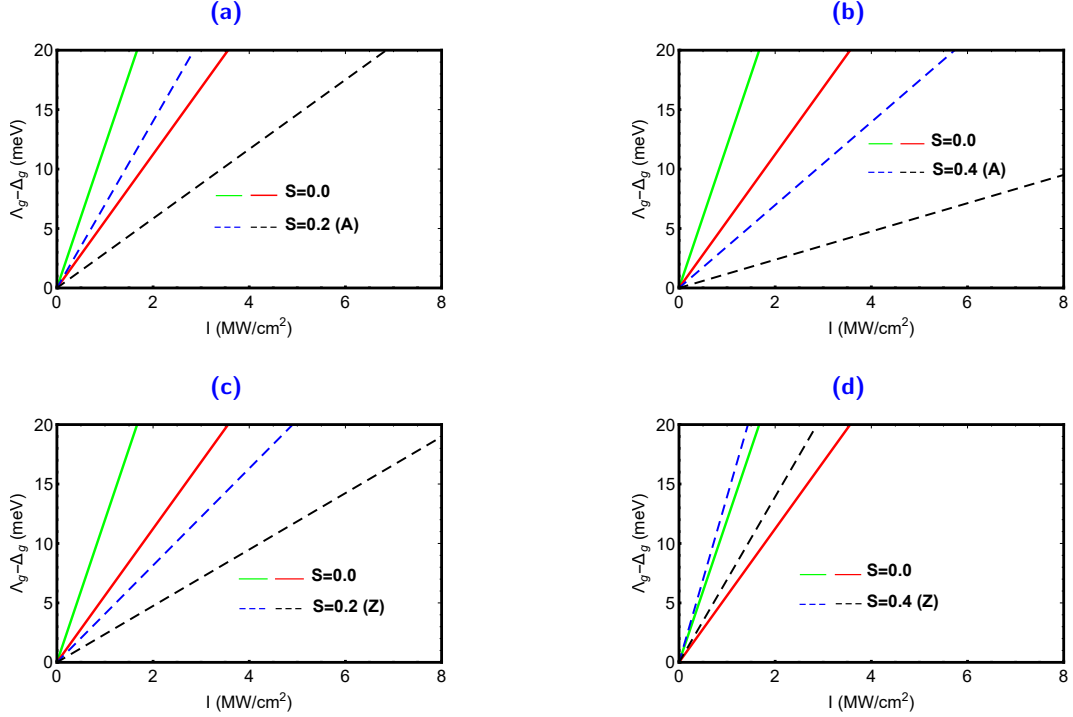 (a)
20
15
10
5
0
Λg−Δg (meV)
S=0.0
S=0.2 (A)
0 2 4 6 8
I (MW/cm²)
(b)
20
15
10
5
0
Λg−Δg (meV)
S=0.0
S=0.4 (A)
0 2 4 6 8
I (MW/cm²)
(c)
20
15
10
5
0
Λg−Δg (meV)
S=0.0
S=0.2 (Z)
0 2 4 6 8
I (MW/cm²)
(d)
20
15
10
5
0
Λg−Δg (meV)
S=0.0
S=0.4 (Z)
0 2 4 6 8
I (MW/cm²)